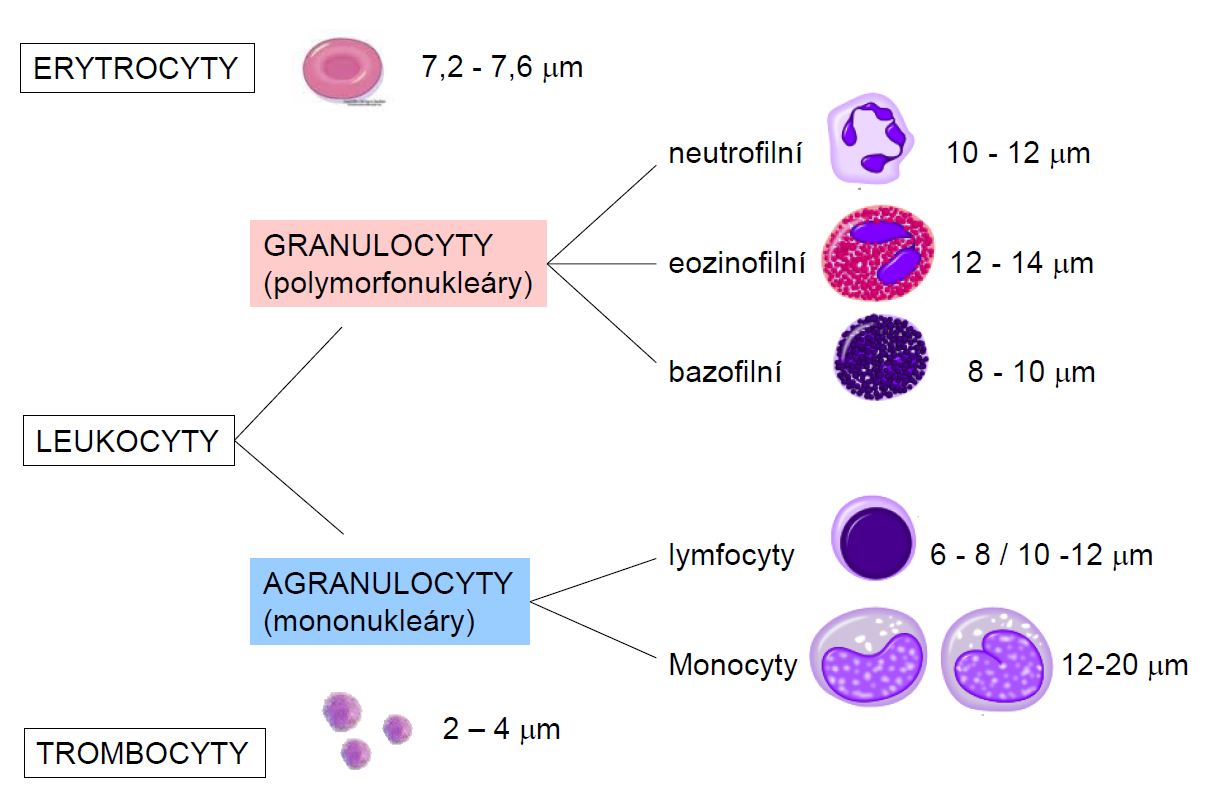 ERYTROCYTY
7,2 - 7,6 μm
neutrofilní
10 - 12 μm
GRANULOCYTY
(polymorfonukleáry)
eozinofilní
12 - 14 μm
bazofilní
8 - 10 μm
LEUKOCYTY
lymfocyty
6 - 8 / 10 -12 μm
AGRANULOCYTY
(mononukleáry)
Monocyty
12-20 μm
TROMBOCYTY
2 – 4 μm